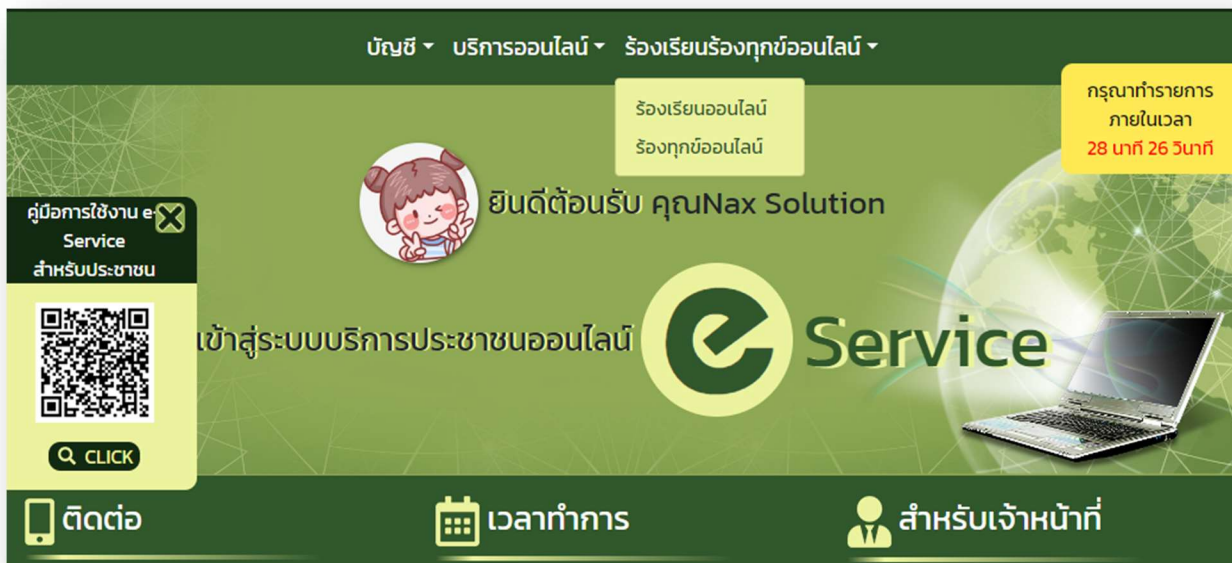 บัญชี บริการออนไลน์ ร้องเรียนร้องทุกข์ออนไลน์
ร้องเรียนออนไลน์
ร้องทุกข์ออนไลน์
กรุณาทำรายการ
ภายในเวลา
28 นาที 26 วินาที
ยินดีต้อนรับ คุณNax Solution
คู่มือการใช้งาน e-
Service
สำหรับประชาชน
CLICK
เข้าสู่ระบบบริการประชาชนออนไลน์ e Service
ติดต่อ เวลาทำการ สำหรับเจ้าหน้าที่